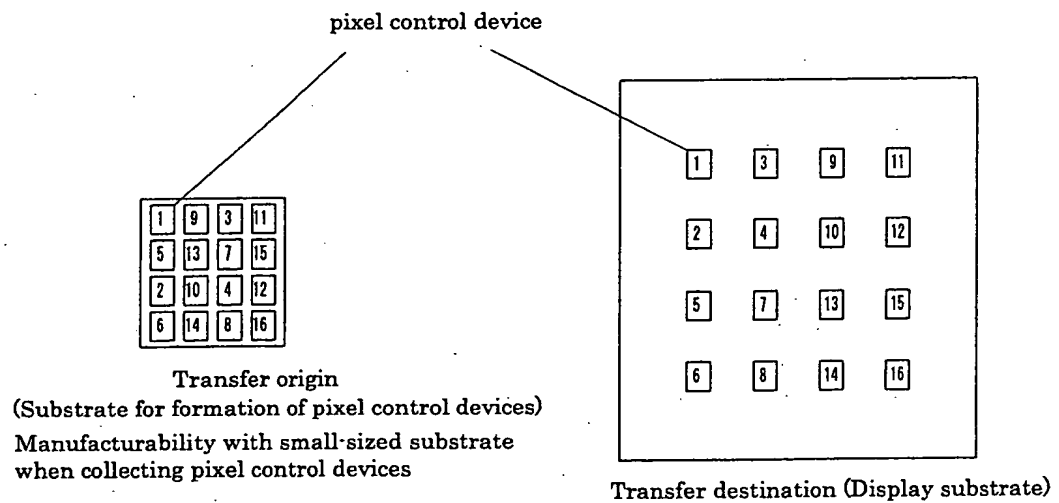 pixel control device
1 3 9 11
1 9 3 11
2 4 10 12
5 13 7 15
2 10 4 12
5 7 13 15
6 14 8 16
6 8 14 16
Transfer origin
(Substrate for formation of pixel control devices)
Manufacturability with small-sized substrate
when collecting pixel control devices
Transfer destination (Display substrate)